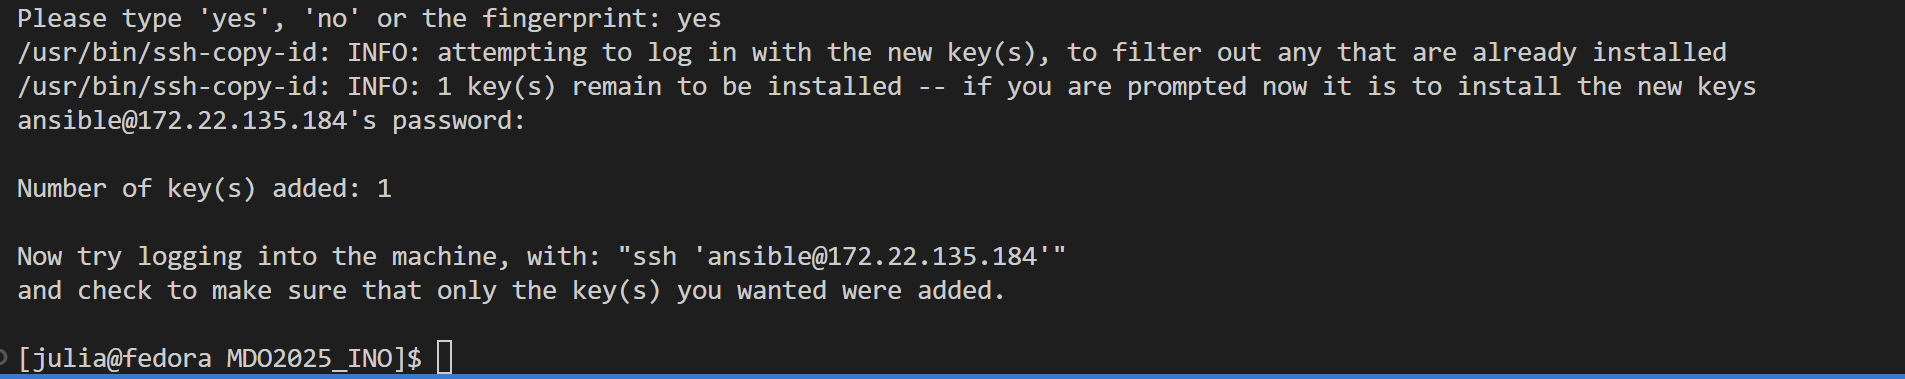 Please type 'yes', 'no' or the fingerprint: yes
/usr/bin/ssh-copy-id: INFO: attempting to log in with the new key(s), to filter out any that are already installed
/usr/bin/ssh-copy-id: INFO: 1 key(s) remain to be installed -- if you are prompted now it is to install the new keys
ansible@172.22.135.184's password:
Number of key(s) added: 1
Now try logging into the machine, with: "ssh 'ansible@172.22.135.184'"
and check to make sure that only the key(s) you wanted were added.
[julia@fedora MDO2025_INO]$